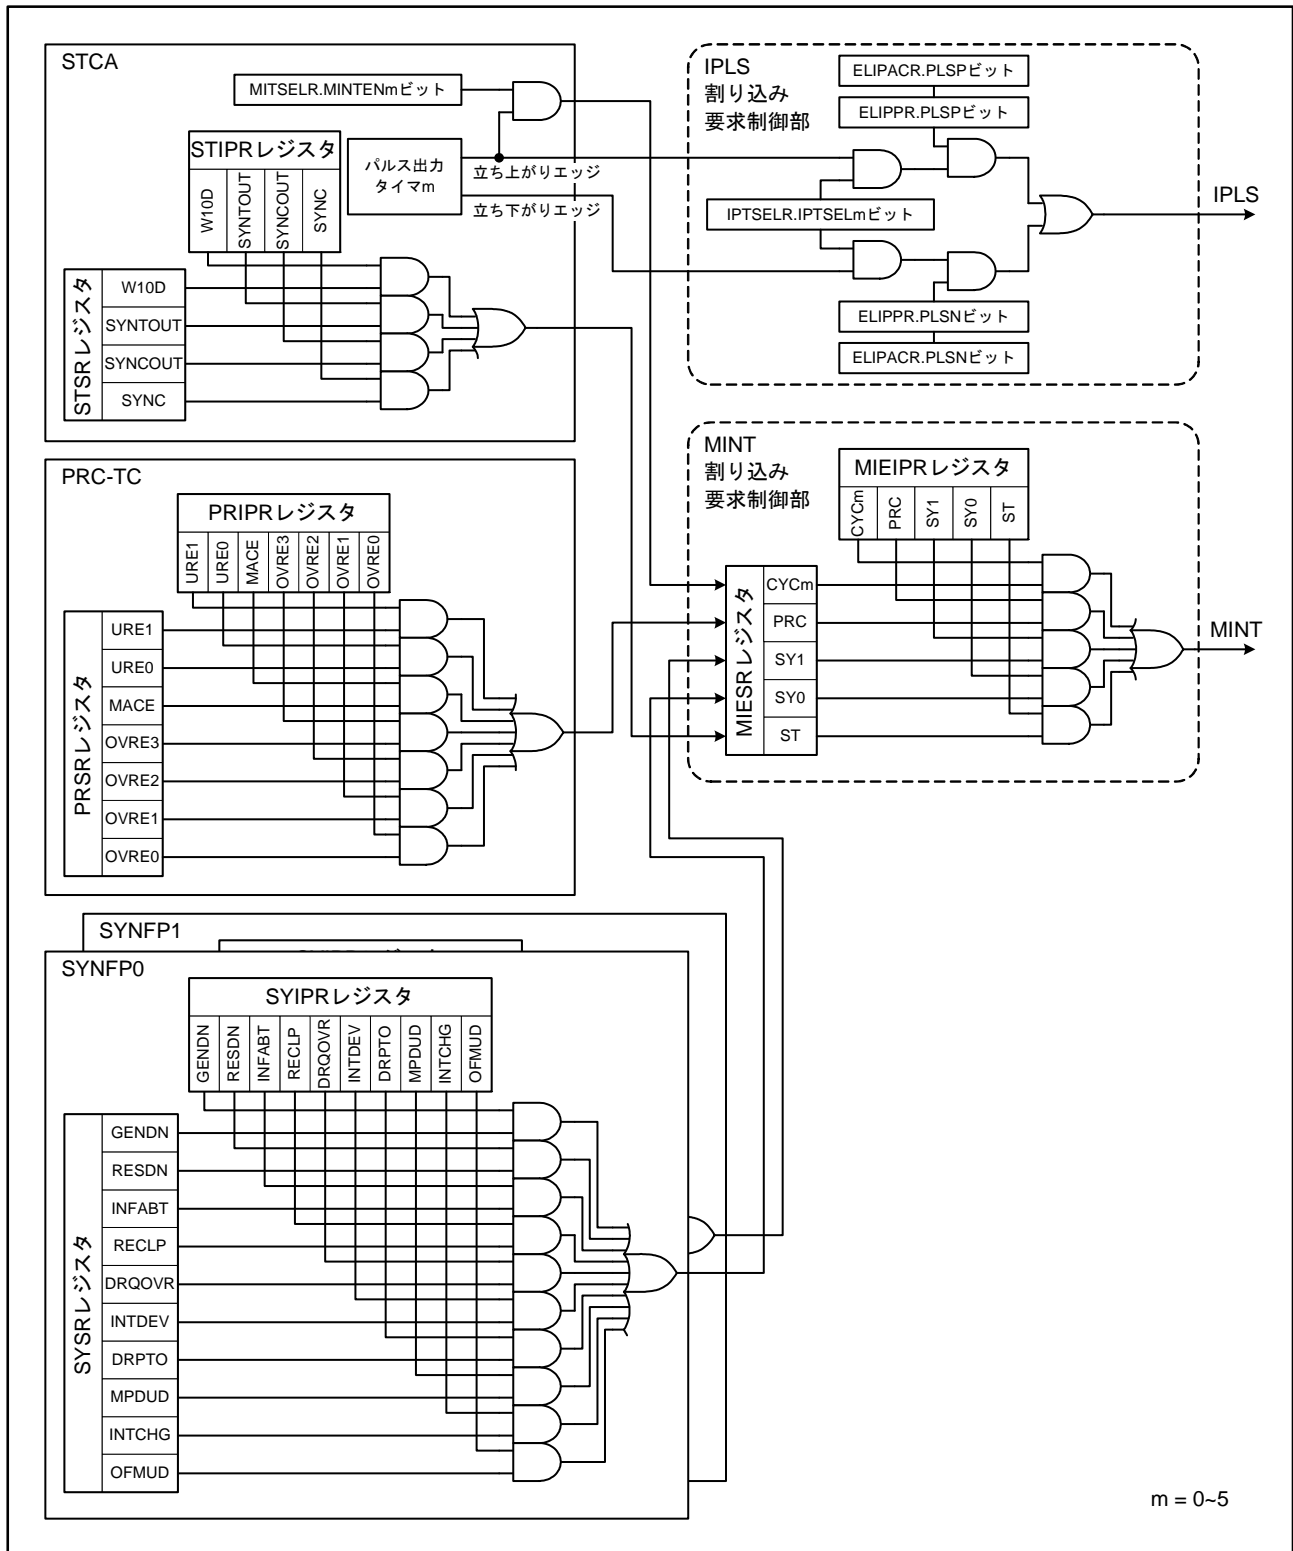 STCA
MITSELR.MINTENmビット
STIPRレジスタ
W10D
SYNTOUT
SYNCOUT
SYNC
パルス出力
タイマm
立ち上がりエッジ
立ち下がりエッジ
STSRレジスタ
W10D
SYNTOUT
SYNCOUT
SYNC
IPLS
割り込み
要求制御部
ELIPACR.PLSPビット
ELIPPR.PLSPビット
IPTSELR.IPTSELmビット
ELIPPR.PLSNビット
ELIPACR.PLSNビット
IPLS
PRC-TC
PRIPRレジスタ
URE1
URE0
MACE
OVRE3
OVRE2
OVRE1
OVRE0
PRSRレジスタ
URE1
URE0
MACE
OVRE3
OVRE2
OVRE1
OVRE0
MINT
割り込み
要求制御部
MIEIPRレジスタ
CYCm
PRC
SY1
SY0
ST
MIESRレジスタ
CYCm
PRC
SY1
SY0
ST
MINT
SYNFP1
SYNFP0
SYIPRレジスタ
GENDN
RESDN
INFABT
RECLP
DRQOVR
INTDEV
DRPTO
MPDUD
INTCHG
OFMUD
SYSRレジスタ
GENDN
RESDN
INFABT
RECLP
DRQOVR
INTDEV
DRPTO
MPDUD
INTCHG
OFMUD
m = 0~5